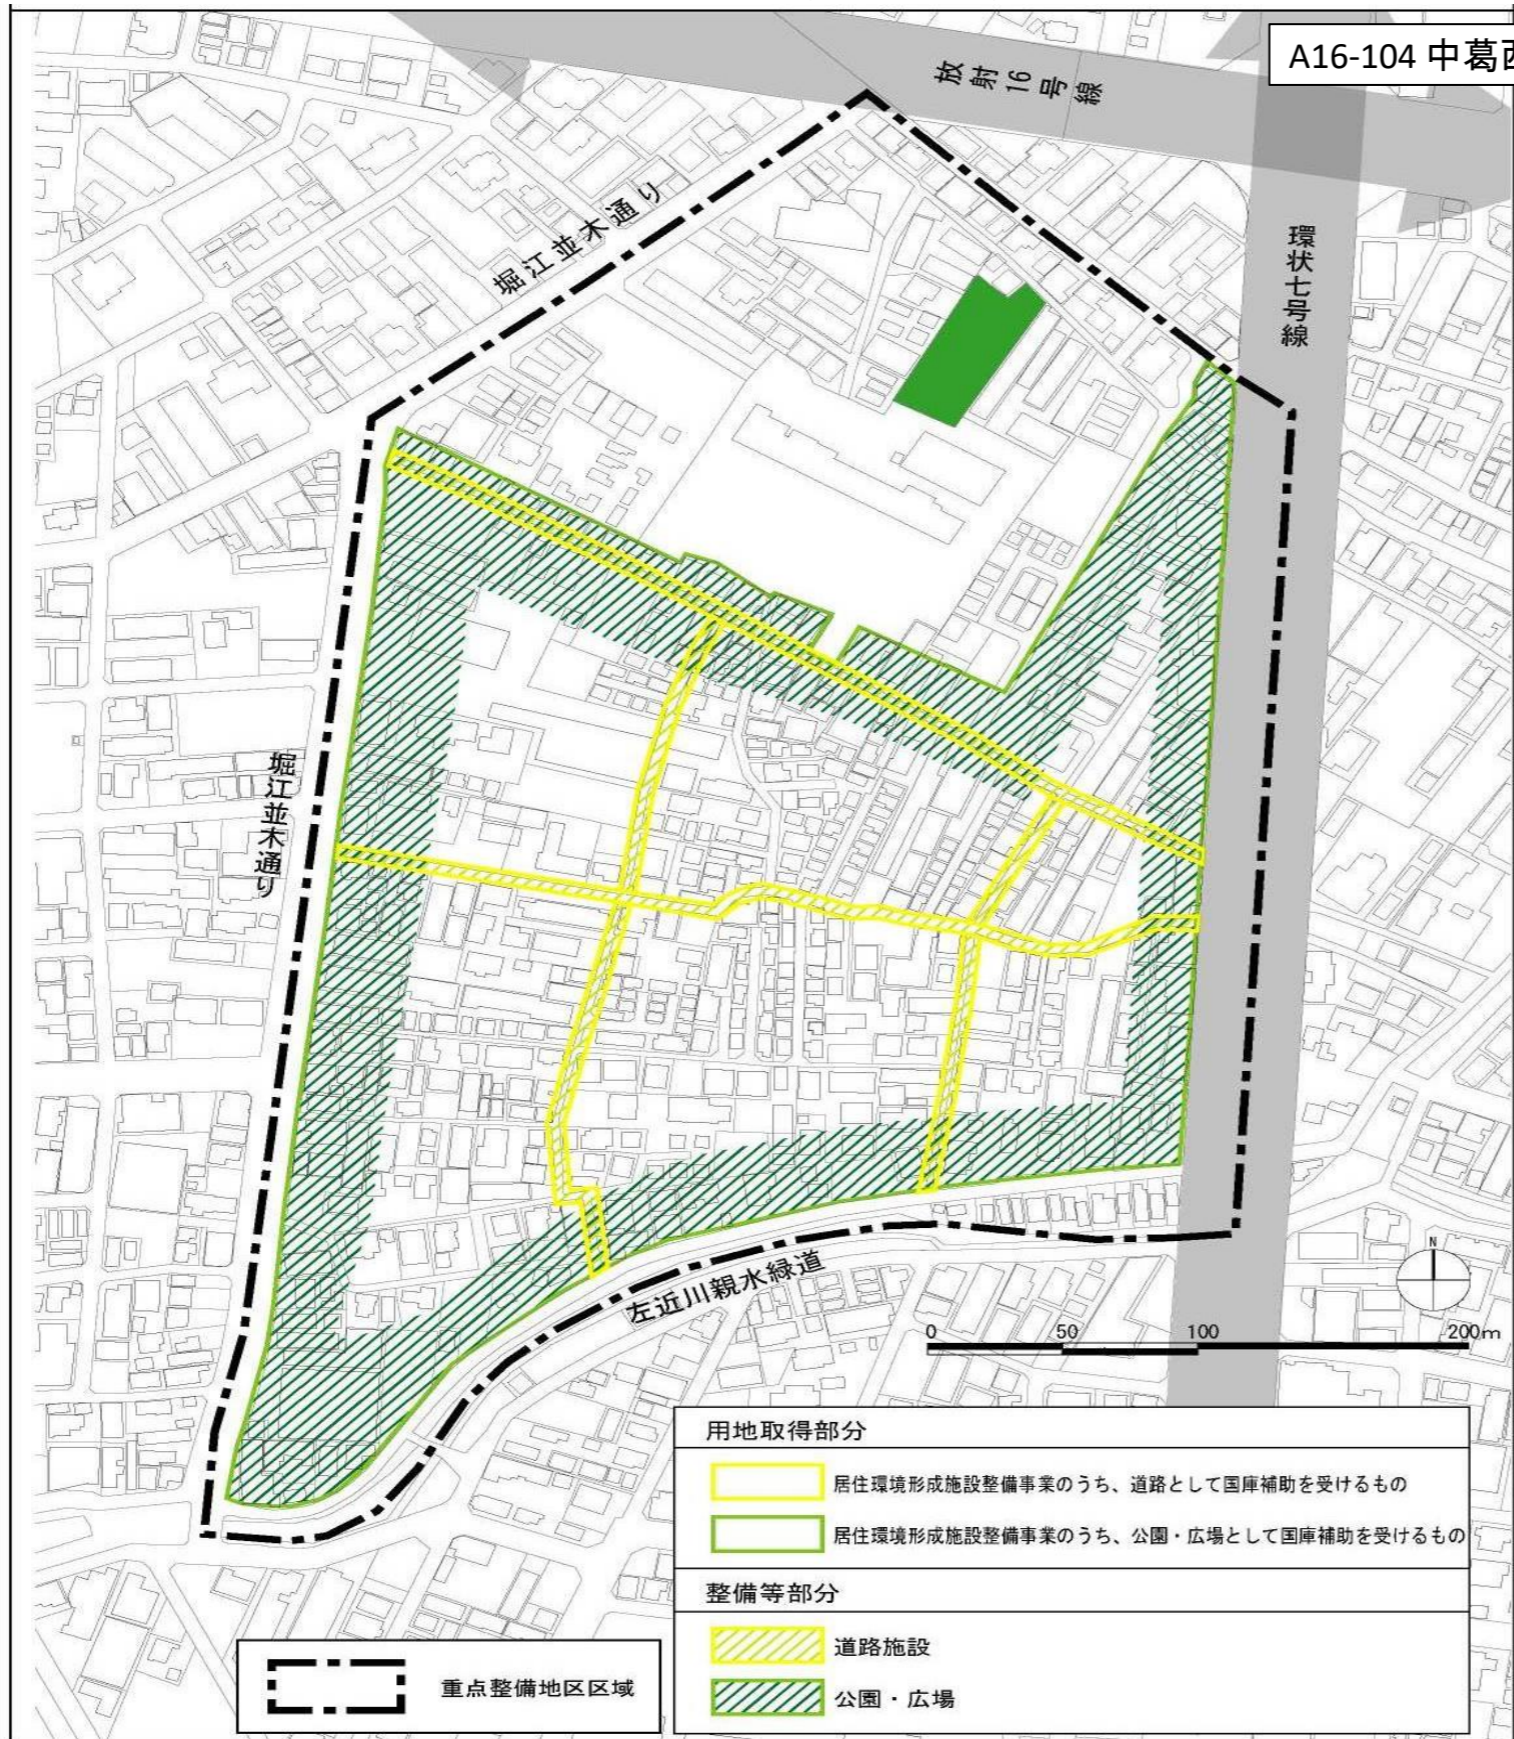 A16-104 中葛西
放射16号線
堀江並木通り
環状七号線
堀江並木通り
左近川親水緑道
N
0 50 100 200m
用地取得部分
居住環境形成施設整備事業のうち、道路として国庫補助を受けるもの
居住環境形成施設整備事業のうち、公園・広場として国庫補助を受けるもの
整備等部分
道路施設
公園・広場
重点整備地区区域